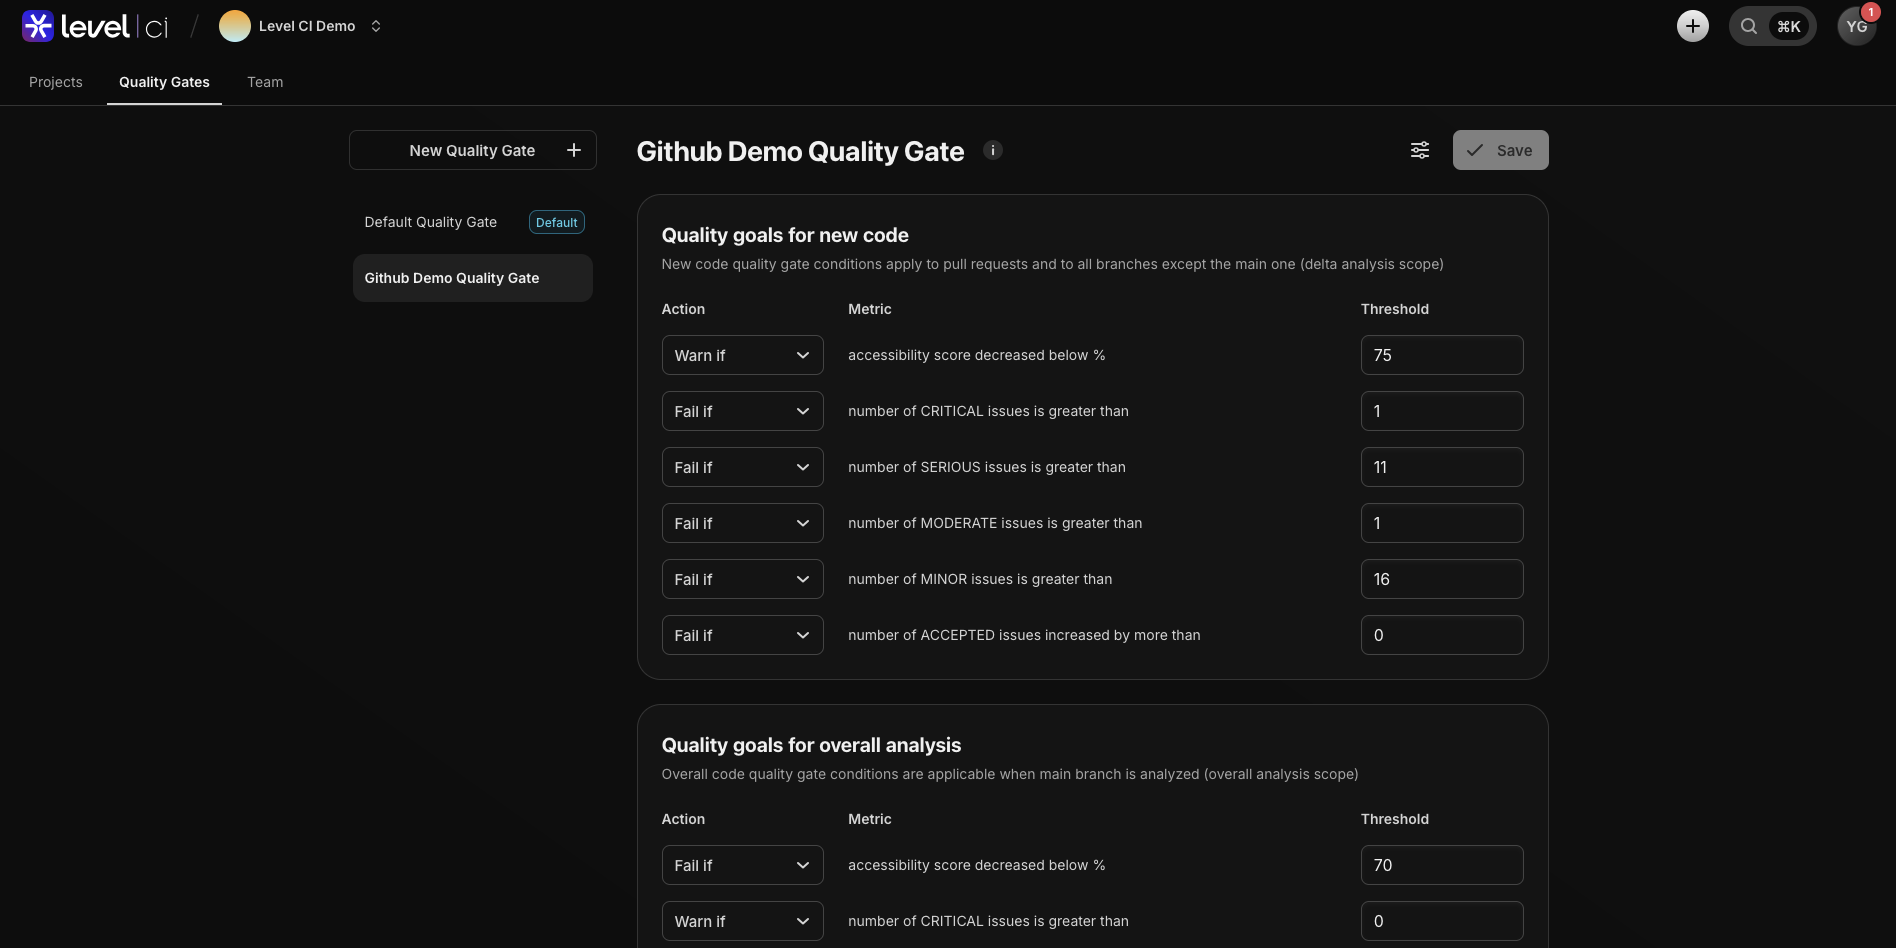 level ci / Level CI Demo
⌘K
YG
1
Projects Quality Gates Team
New Quality Gate
Default Quality Gate Default
Github Demo Quality Gate
Github Demo Quality Gate i
Save
Quality goals for new code
New code quality gate conditions apply to pull requests and to all branches except the main one (delta analysis scope)
Action Metric Threshold
Warn if accessibility score decreased below % 75
Fail if number of CRITICAL issues is greater than 1
Fail if number of SERIOUS issues is greater than 11
Fail if number of MODERATE issues is greater than 1
Fail if number of MINOR issues is greater than 16
Fail if number of ACCEPTED issues increased by more than 0
Quality goals for overall analysis
Overall code quality gate conditions are applicable when main branch is analyzed (overall analysis scope)
Action Metric Threshold
Fail if accessibility score decreased below % 70
Warn if number of CRITICAL issues is greater than 0